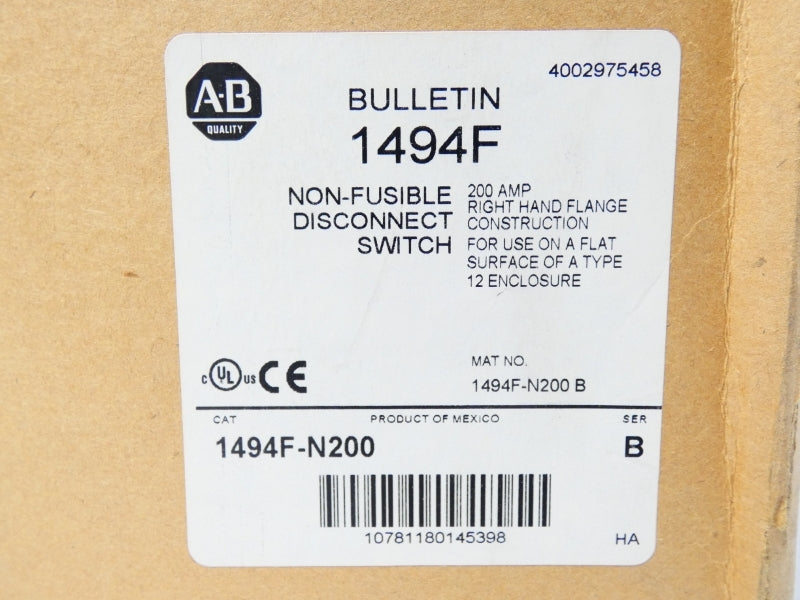 4002975458
A-B
QUALITY
BULLETIN
1494F
NON-FUSIBLE
DISCONNECT
SWITCH
200 AMP
RIGHT HAND FLANGE
CONSTRUCTION
FOR USE ON A FLAT
SURFACE OF A TYPE
12 ENCLOSURE
c UL US CE
MAT NO.
1494F-N200 B
CAT PRODUCT OF MEXICO SER
1494F-N200 B
10781180145398
HA